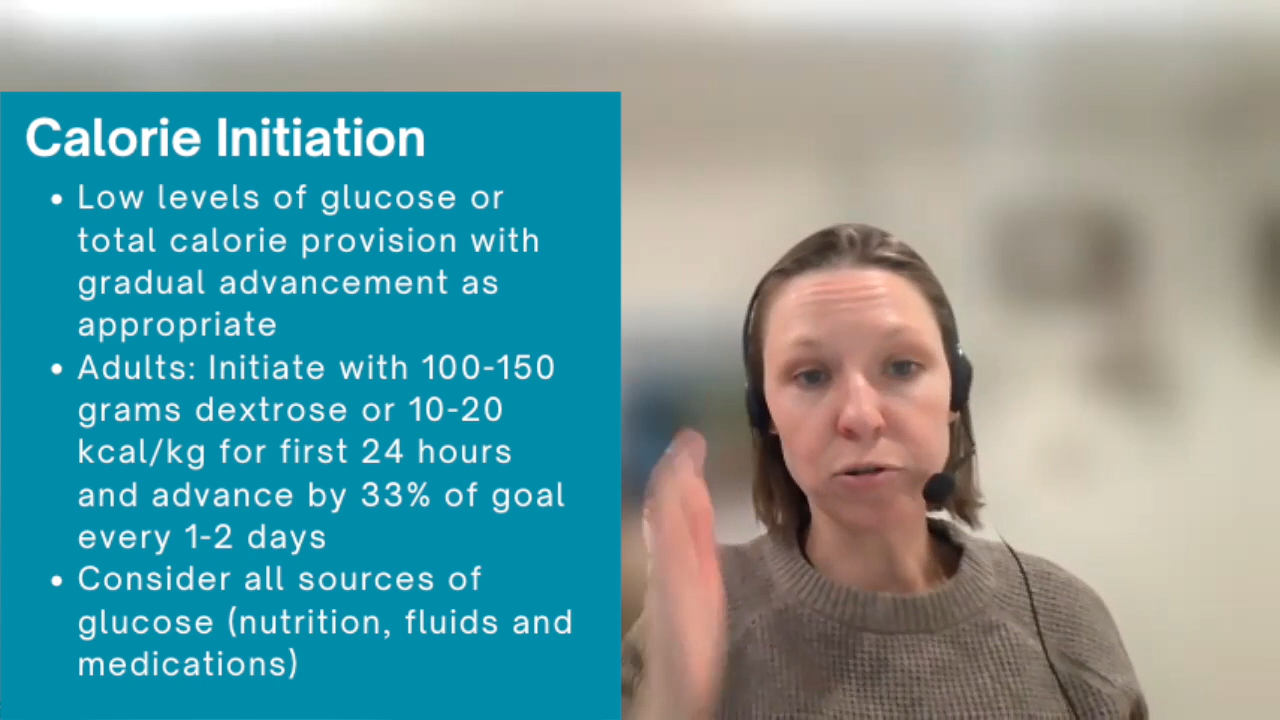 Calorie Initiation
• Low levels of glucose or
total calorie provision with
gradual advancement as
appropriate
• Adults: Initiate with 100-150
grams dextrose or 10-20
kcal/kg for first 24 hours
and advance by 33% of goal
every 1-2 days
• Consider all sources of
glucose (nutrition, fluids and
medications)